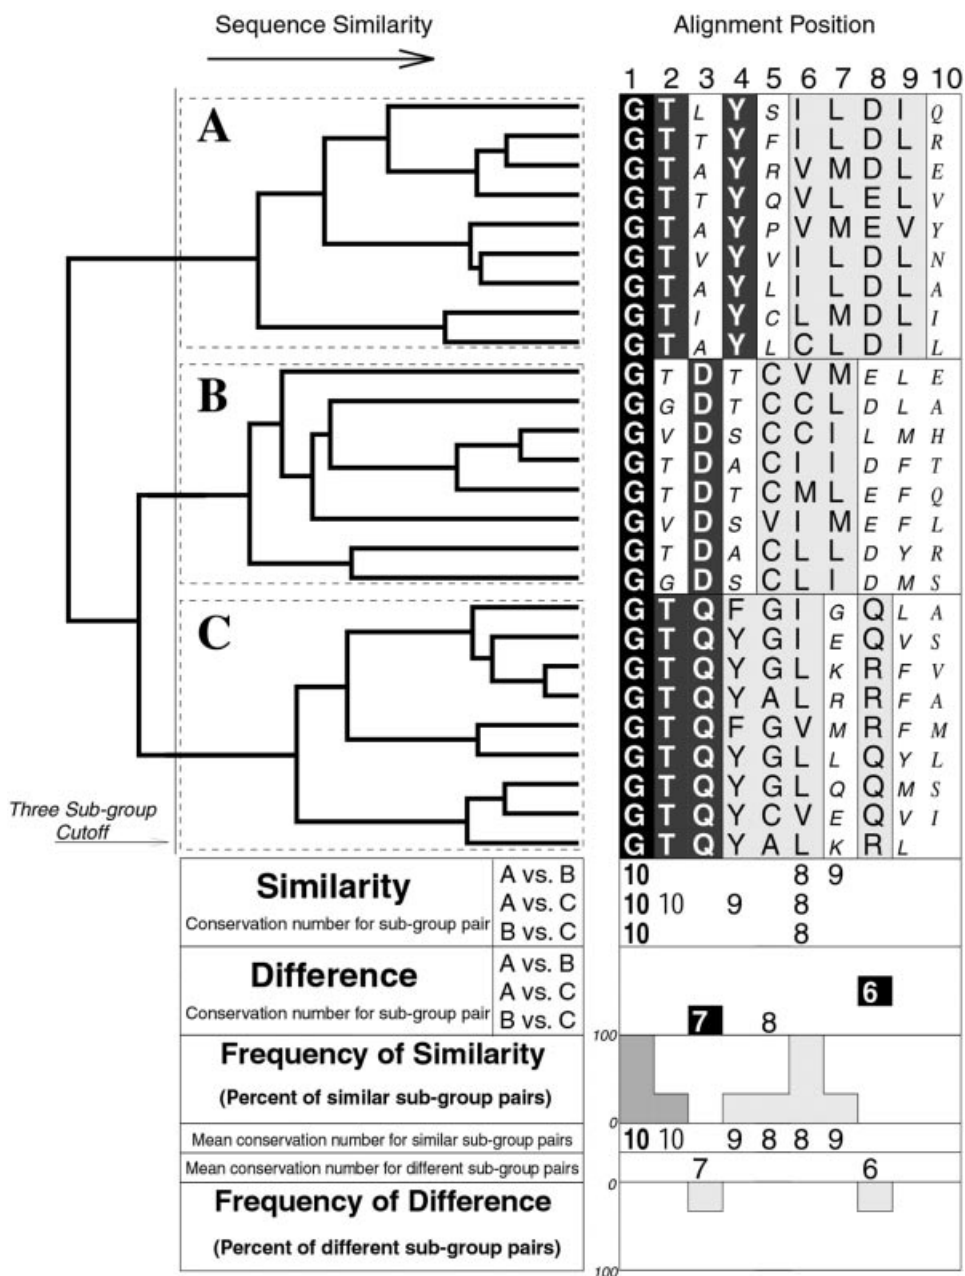 Sequence Similarity
Alignment Position
1 2 3 4 5 6 7 8 9 10
A
G T L Y S I L D I Q
G T T Y F I L D L R
G T A Y R V M D L E
G T T Y Q V L E L V
G T A Y P V M E V Y
G T V Y V I L D L N
G T A Y L I L D L A
G T I Y C L M D L I
G T A Y L C L D I L
B
G T D T C V M E L E
G G D T C C L D L A
G V D S C C I L M H
G T D A C I I D F T
G T D T C M L E F Q
G V D S V I M E F L
G T D A C L L D Y R
G G D S C L I D M S
C
G T Q F G I G Q L A
G T Q Y G I E Q V S
G T Q Y G L K R F V
G T Q Y A L R R F A
G T Q F G V M R F M
G T Q Y G L L Q Y L
G T Q Y G L Q Q M S
G T Q Y C V E Q V I
G T Q Y A L K R L
Three Sub-group
Cutoff
Similarity
Conservation number for sub-group pair
A vs. B
10 8 9
A vs. C
10 10 9 8
B vs. C
10 8
Difference
Conservation number for sub-group pair
A vs. B
A vs. C
6
B vs. C
7 8
Frequency of Similarity
(Percent of similar sub-group pairs)
100
0
Mean conservation number for similar sub-group pairs
10 10 9 8 8 9
Mean conservation number for different sub-group pairs
7 6
Frequency of Difference
(Percent of different sub-group pairs)
0
100